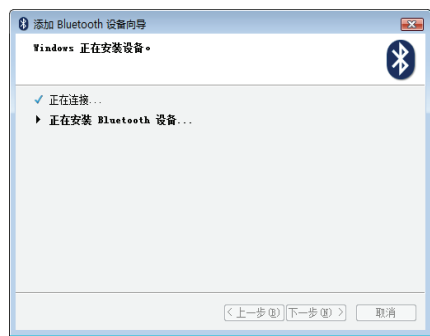 添加 Bluetooth 设备向导
Windows 正在安装设备。
正在连接...
正在安装 Bluetooth 设备...
< 上一步(B) 下一步(N) > 取消